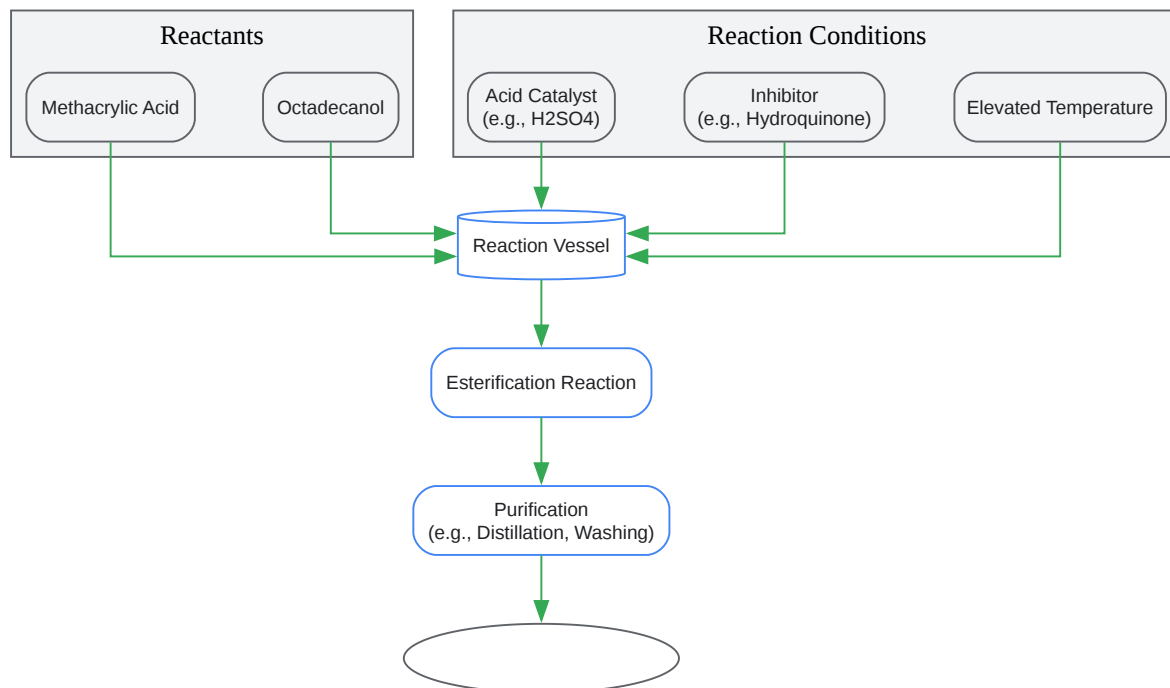 Reactants
Reaction Conditions
Methacrylic Acid
Octadecanol
Acid Catalyst
(e.g., H2SO4)
Inhibitor
(e.g., Hydroquinone)
Elevated Temperature
Reaction Vessel
Esterification Reaction
Purification
(e.g., Distillation, Washing)